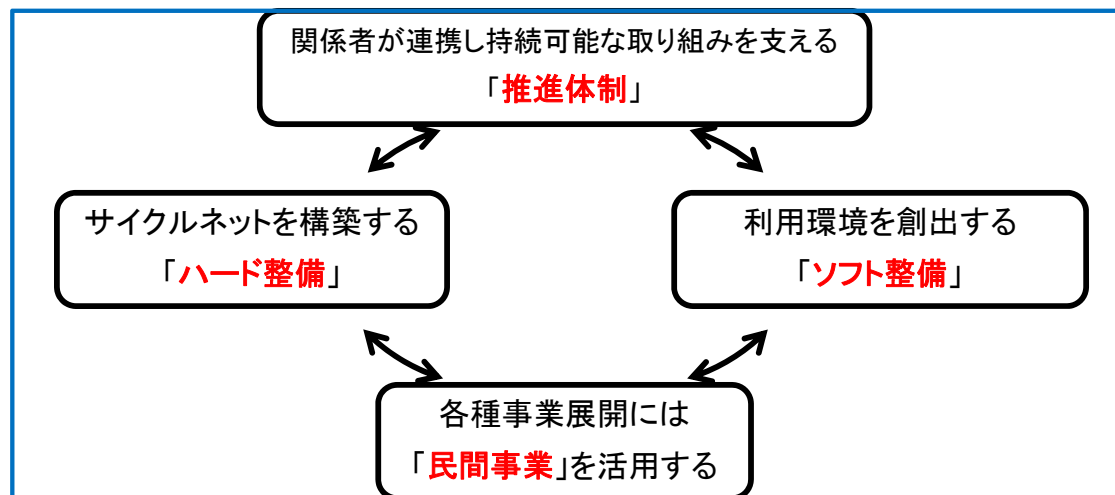 関係者が連携し持続可能な取り組みを支える
「推進体制」
サイクルネットを構築する
「ハード整備」
利用環境を創出する
「ソフト整備」
各種事業展開には
「民間事業」を活用する